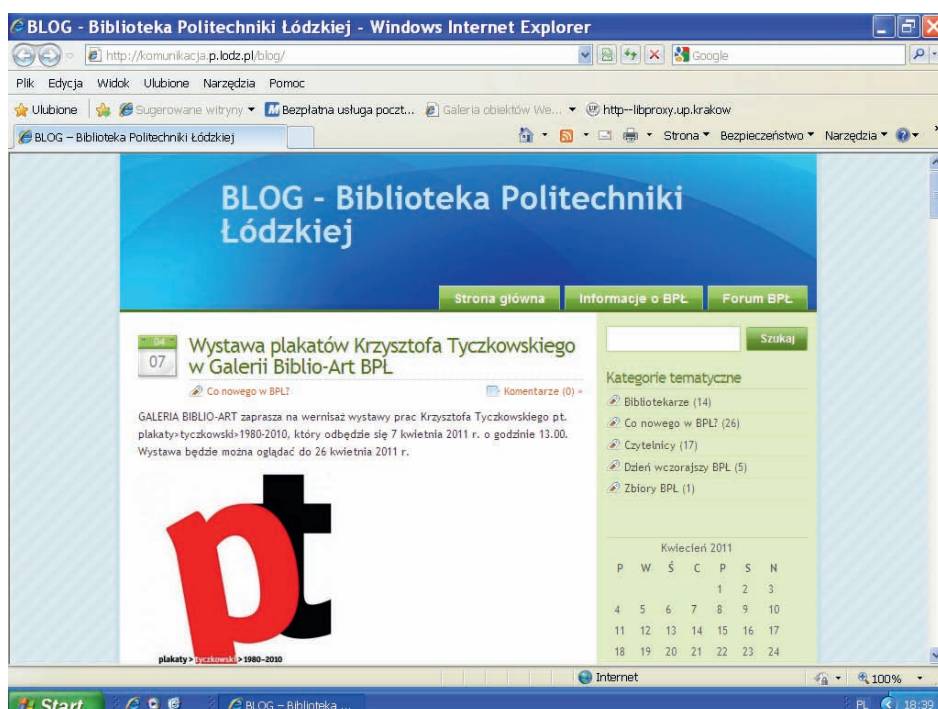 BLOG - Biblioteka Politechniki Łódzkiej - Windows Internet Explorer
http://komunikacja.p.lodz.pl/blog/
Google
Plik Edycja Widok Ulubione Narzędzia Pomoc
Ulubione Sugerowane witryny Bezpłatna usługa poczt... Galeria obiektów We... http--libproxy.up.krakow
BLOG – Biblioteka Politechniki Łódzkiej Strona Bezpieczeństwo Narzędzia
BLOG – Biblioteka Politechniki
Łódzkiej
Strona główna Informacje o BPŁ Forum BPŁ
04
07
Wystawa plakatów Krzysztofa Tyczkowskiego
w Galerii Biblio-Art BPŁ
Co nowego w BPŁ? Komentarze (0) »
GALERIA BIBLIO-ART zaprasza na wernisaż wystawy prac Krzysztofa Tyczkowskiego pt.
plakaty>tyczkowski>1980-2010, który odbędzie się 7 kwietnia 2011 r. o godzinie 13.00.
Wystawa będzie można oglądać do 26 kwietnia 2011 r.
pt
plakaty>tyczkowski>1980–2010
Szukaj
Kategorie tematyczne
Bibliotekarze (14)
Co nowego w BPŁ? (26)
Czytelnicy (17)
Dzień wczorajszy BPŁ (5)
Zbiory BPŁ (1)
Kwiecień 2011
P W Ś C P S N
1 2 3
4 5 6 7 8 9 10
11 12 13 14 15 16 17
18 19 20 21 22 23 24
Internet 100%
Start BLOG – Biblioteka ... PL 18:39